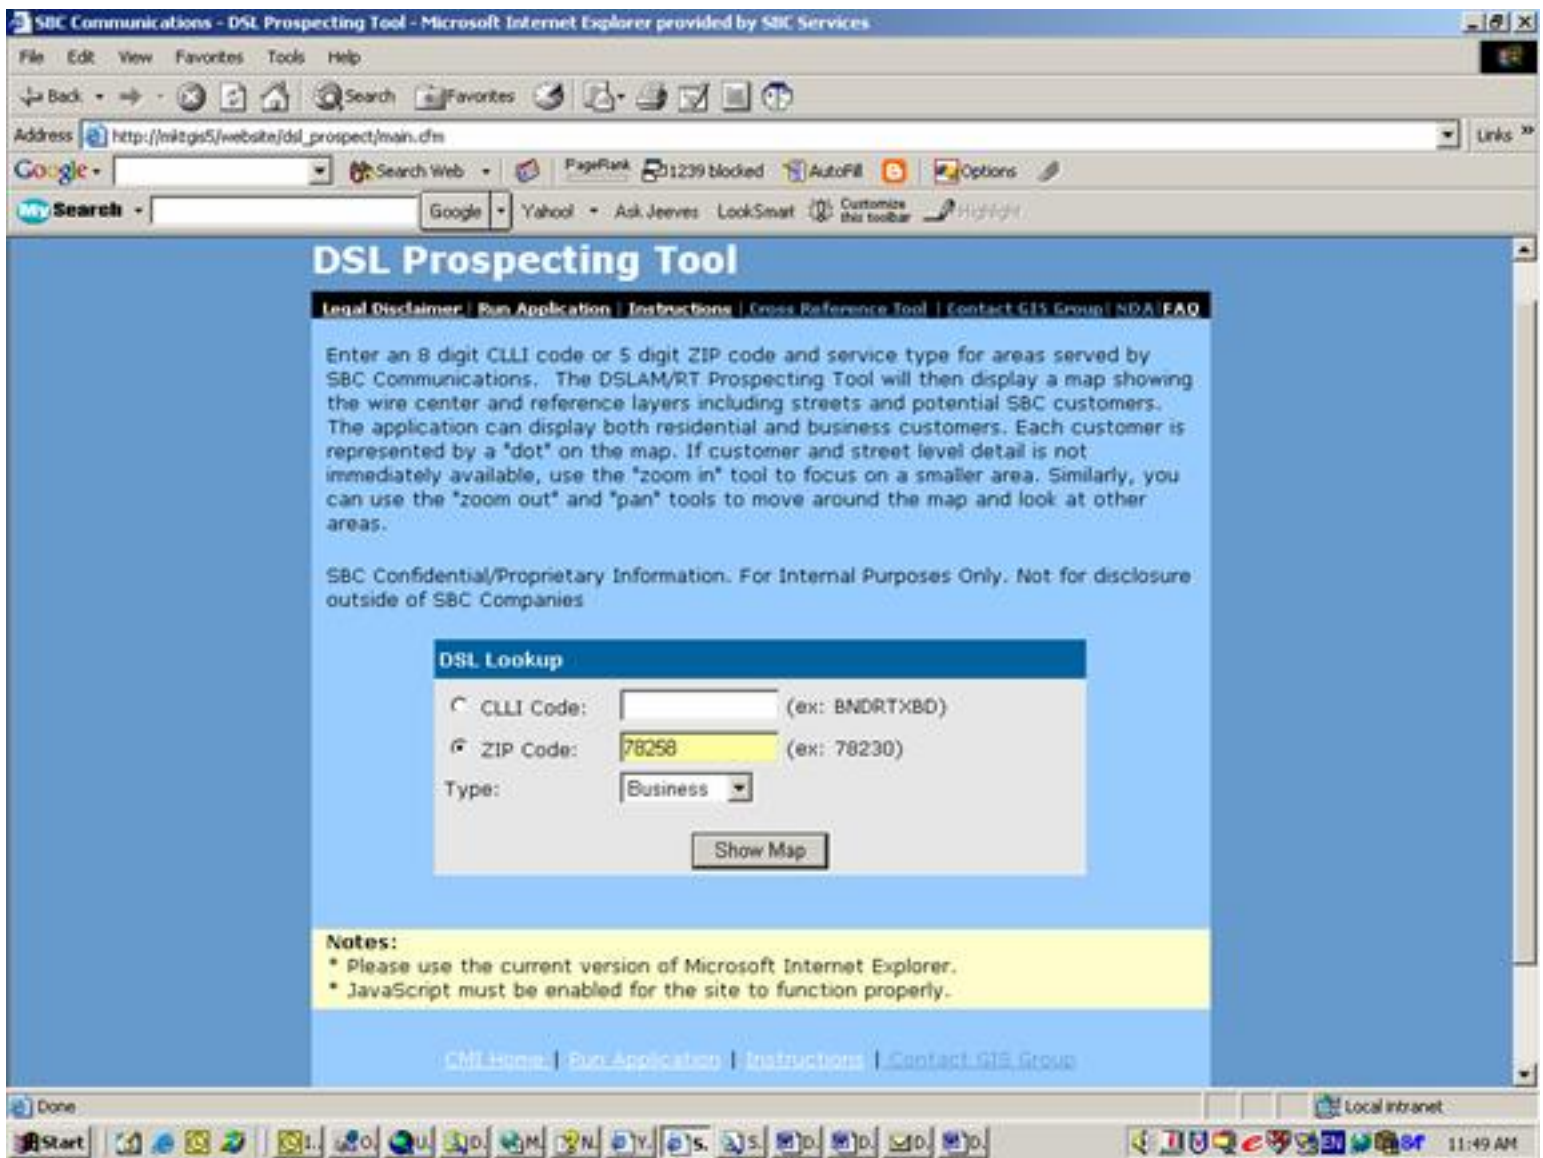 SBC Communications - DSL Prospecting Tool - Microsoft Internet Explorer provided by SBC Services
File Edit View Favorites Tools Help
Back Search Favorites
Address http://mktgis5/website/dsl_prospect/main.cfm Links
Google Search Web PageRank 1239 blocked AutoFill Options
My Search Google Yahoo! Ask Jeeves LookSmart Customize this toolbar Highlight
DSL Prospecting Tool
Legal Disclaimer | Run Application | Instructions | Cross Reference Tool | Contact GIS Group | NDA | FAQ
Enter an 8 digit CLLI code or 5 digit ZIP code and service type for areas served by
SBC Communications. The DSLAM/RT Prospecting Tool will then display a map showing
the wire center and reference layers including streets and potential SBC customers.
The application can display both residential and business customers. Each customer is
represented by a "dot" on the map. If customer and street level detail is not
immediately available, use the "zoom in" tool to focus on a smaller area. Similarly, you
can use the "zoom out" and "pan" tools to move around the map and look at other
areas.
SBC Confidential/Proprietary Information. For Internal Purposes Only. Not for disclosure
outside of SBC Companies
DSL Lookup
CLLI Code: (ex: BNDRTXBD)
ZIP Code: 78258 (ex: 78230)
Type: Business
Show Map
Notes:
* Please use the current version of Microsoft Internet Explorer.
* JavaScript must be enabled for the site to function properly.
CMI Home | Run Application | Instructions | Contact GIS Group
Done Local intranet
Start I.. O. U. D. M. N. Y. S. S. D. D. O. D. EN 11:49 AM